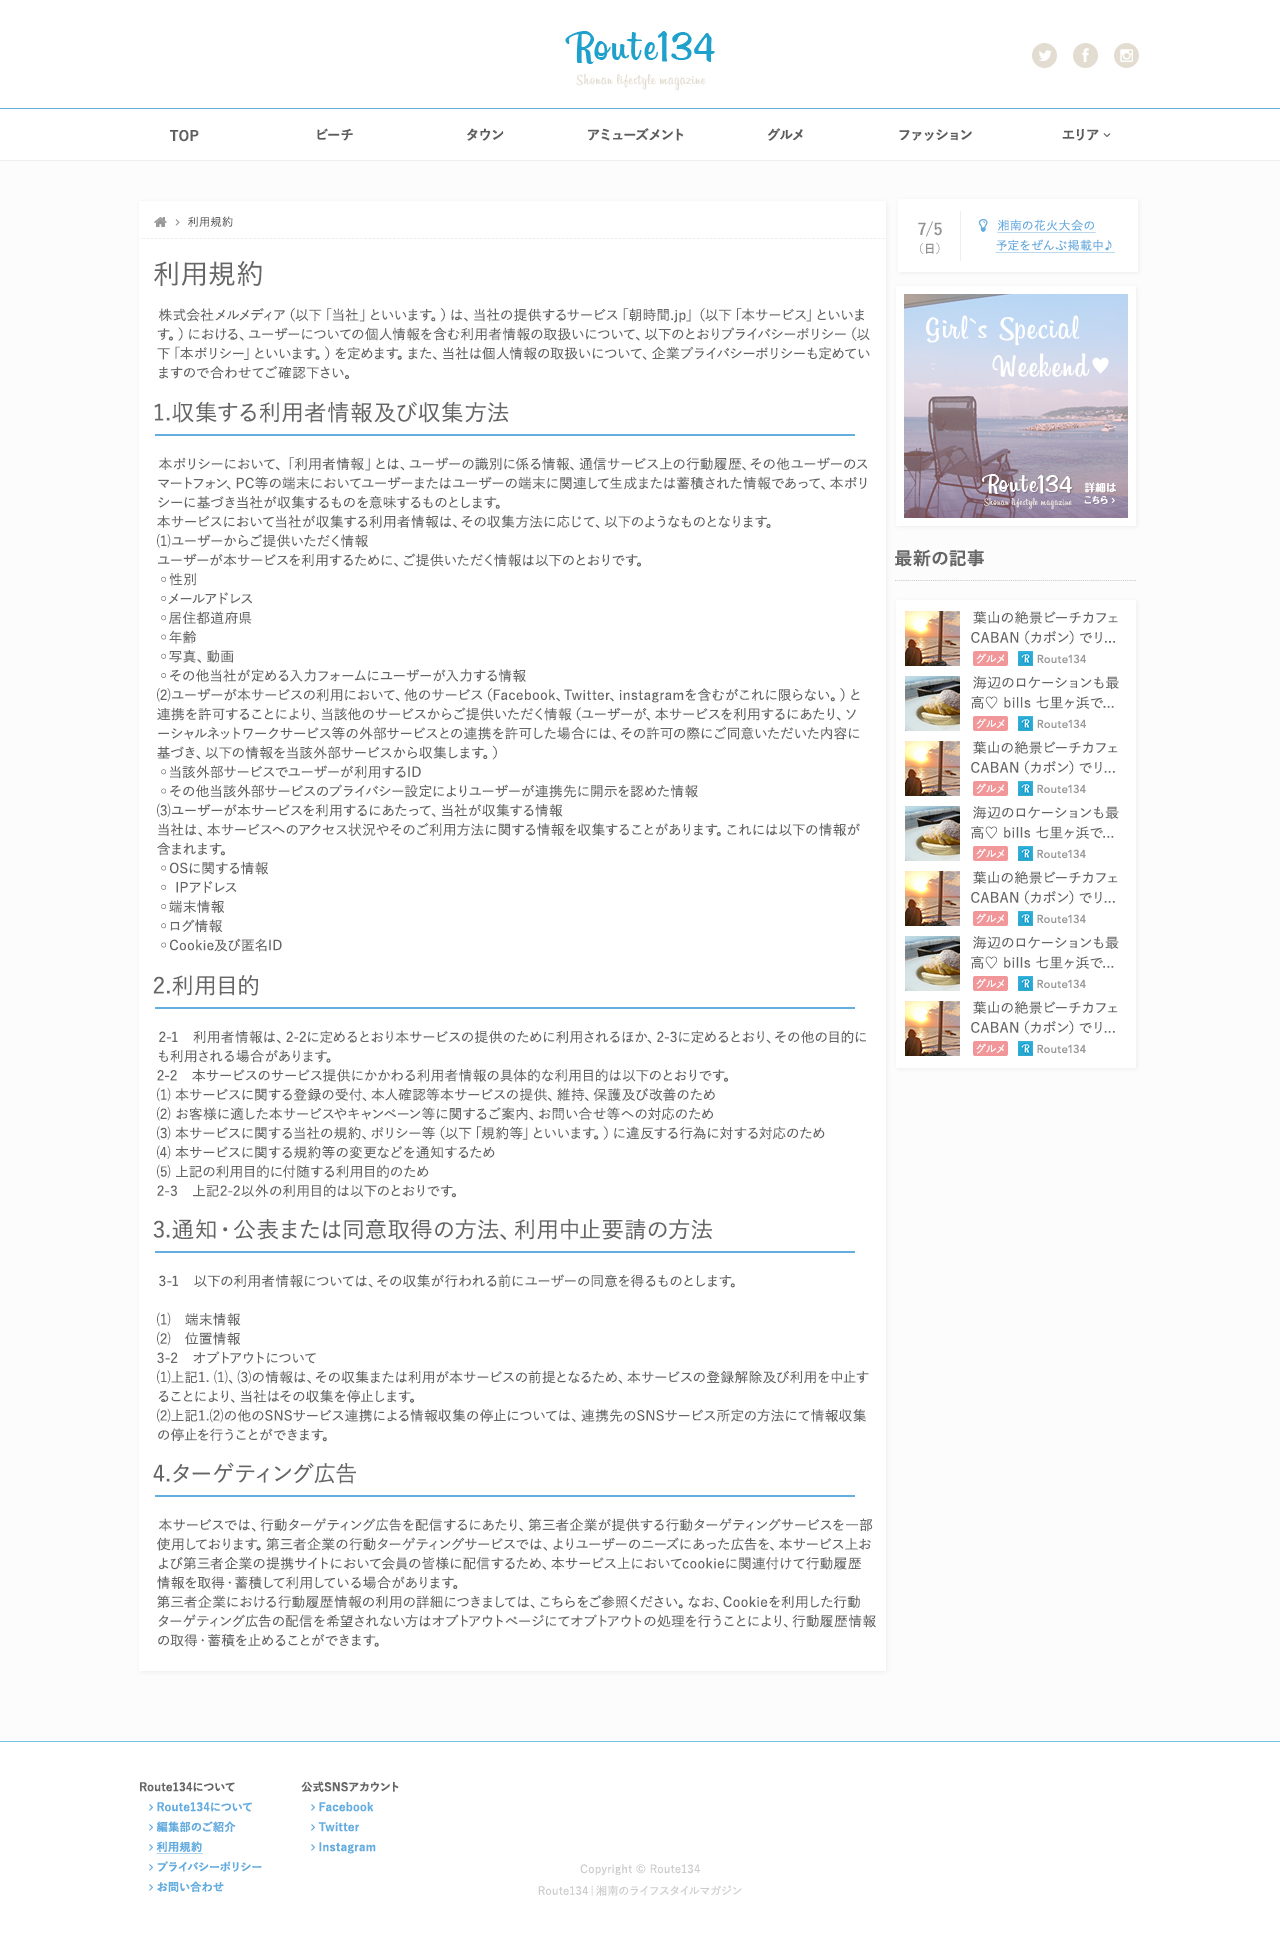 Route134
Shonan lifestyle magazine
TOP
ビーチ
タウン
アミューズメント
グルメ
ファッション
エリア
利用規約
利用規約
株式会社メルメディア（以下「当社」といいます。）は、当社の提供するサービス「朝時間.jp」（以下「本サービス」といいま
す。）における、ユーザーについての個人情報を含む利用者情報の取扱いについて、以下のとおりプライバシーポリシー（以
下「本ポリシー」といいます。）を定めます。また、当社は個人情報の取扱いについて、企業プライバシーポリシーも定めてい
ますので合わせてご確認下さい。
1.収集する利用者情報及び収集方法
本ポリシーにおいて、「利用者情報」とは、ユーザーの識別に係る情報、通信サービス上の行動履歴、その他ユーザーのス
マートフォン、PC等の端末においてユーザーまたはユーザーの端末に関連して生成または蓄積された情報であって、本ポリ
シーに基づき当社が収集するものを意味するものとします。
本サービスにおいて当社が収集する利用者情報は、その収集方法に応じて、以下のようなものとなります。
⑴ユーザーからご提供いただく情報
ユーザーが本サービスを利用するために、ご提供いただく情報は以下のとおりです。
○性別
○メールアドレス
○居住都道府県
○年齢
○写真、動画
○その他当社が定める入力フォームにユーザーが入力する情報
⑵ユーザーが本サービスの利用において、他のサービス（Facebook、Twitter、instagramを含むがこれに限らない。）と
連携を許可することにより、当該他のサービスからご提供いただく情報（ユーザーが、本サービスを利用するにあたり、ソ
ーシャルネットワークサービス等の外部サービスとの連携を許可した場合には、その許可の際にご同意いただいた内容に
基づき、以下の情報を当該外部サービスから収集します。）
○当該外部サービスでユーザーが利用するID
○その他当該外部サービスのプライバシー設定によりユーザーが連携先に開示を認めた情報
⑶ユーザーが本サービスを利用するにあたって、当社が収集する情報
当社は、本サービスへのアクセス状況やそのご利用方法に関する情報を収集することがあります。これには以下の情報が
含まれます。
○OSに関する情報
○ IPアドレス
○端末情報
○ログ情報
○Cookie及び匿名ID
2.利用目的
2-1　利用者情報は、2-2に定めるとおり本サービスの提供のために利用されるほか、2-3に定めるとおり、その他の目的に
も利用される場合があります。
2-2　本サービスのサービス提供にかかわる利用者情報の具体的な利用目的は以下のとおりです。
⑴ 本サービスに関する登録の受付、本人確認等本サービスの提供、維持、保護及び改善のため
⑵ お客様に適した本サービスやキャンペーン等に関するご案内、お問い合せ等への対応のため
⑶ 本サービスに関する当社の規約、ポリシー等（以下「規約等」といいます。）に違反する行為に対する対応のため
⑷ 本サービスに関する規約等の変更などを通知するため
⑸ 上記の利用目的に付随する利用目的のため
2-3　上記2-2以外の利用目的は以下のとおりです。
3.通知・公表または同意取得の方法、利用中止要請の方法
3-1　以下の利用者情報については、その収集が行われる前にユーザーの同意を得るものとします。
⑴　端末情報
⑵　位置情報
3-2　オプトアウトについて
⑴上記1. ⑴、⑶の情報は、その収集または利用が本サービスの前提となるため、本サービスの登録解除及び利用を中止す
ることにより、当社はその収集を停止します。
⑵上記1.⑵の他のSNSサービス連携による情報収集の停止については、連携先のSNSサービス所定の方法にて情報収集
の停止を行うことができます。
4.ターゲティング広告
本サービスでは、行動ターゲティング広告を配信するにあたり、第三者企業が提供する行動ターゲティングサービスを一部
使用しております。第三者企業の行動ターゲティングサービスでは、よりユーザーのニーズにあった広告を、本サービス上お
よび第三者企業の提携サイトにおいて会員の皆様に配信するため、本サービス上においてcookieに関連付けて行動履歴
情報を取得・蓄積して利用している場合があります。
第三者企業における行動履歴情報の利用の詳細につきましては、こちらをご参照ください。なお、Cookieを利用した行動
ターゲティング広告の配信を希望されない方はオプトアウトページにてオプトアウトの処理を行うことにより、行動履歴情報
の取得・蓄積を止めることができます。
7/5
（日）
湘南の花火大会の
予定をぜんぶ掲載中♪
Girl`s Special
Weekend♥
Route134
Shonan lifestyle magazine
詳細は
こちら
最新の記事
葉山の絶景ビーチカフェ
CABAN（カボン）でリ...
グルメ R Route134
海辺のロケーションも最
高♡ bills 七里ヶ浜で...
グルメ R Route134
葉山の絶景ビーチカフェ
CABAN（カボン）でリ...
グルメ R Route134
海辺のロケーションも最
高♡ bills 七里ヶ浜で...
グルメ R Route134
葉山の絶景ビーチカフェ
CABAN（カボン）でリ...
グルメ R Route134
海辺のロケーションも最
高♡ bills 七里ヶ浜で...
グルメ R Route134
葉山の絶景ビーチカフェ
CABAN（カボン）でリ...
グルメ R Route134
Route134について
Route134について
編集部のご紹介
利用規約
プライバシーポリシー
お問い合わせ
公式SNSアカウント
Facebook
Twitter
Instagram
Copyright © Route134
Route134｜湘南のライフスタイルマガジン